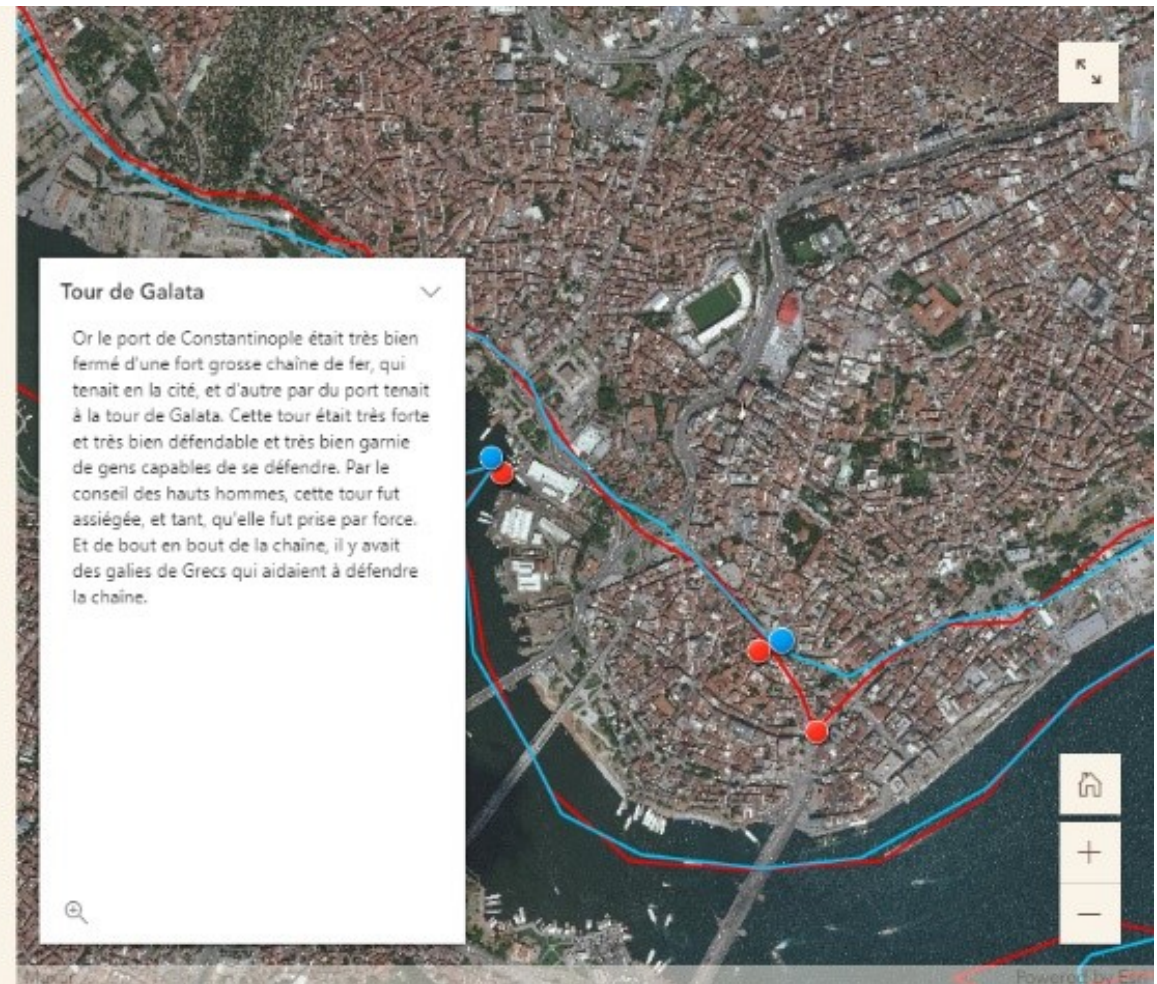 Tour de Galata
Or le port de Constantinople était très bien
fermé d'une fort grosse chaîne de fer, qui
tenait en la cité, et d'autre par du port tenait
à la tour de Galata. Cette tour était très forte
et très bien défendable et très bien garnie
de gens capables de se défendre. Par le
conseil des hauts hommes, cette tour fut
assiégée, et tant, qu'elle fut prise par force.
Et de bout en bout de la chaîne, il y avait
des galies de Grecs qui aidaient à défendre
la chaîne.
Powered by Esri